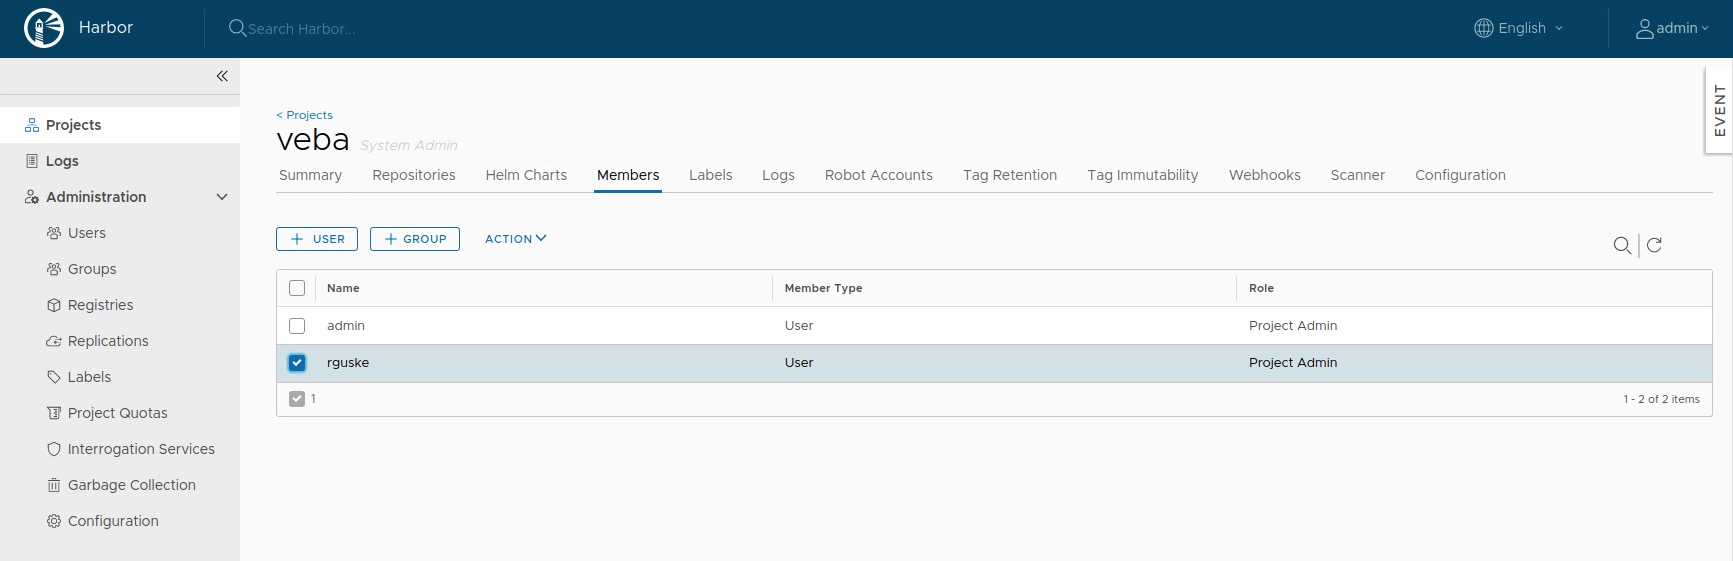 Harbor
Search Harbor...
English
admin
EVENT
Projects
Logs
Administration
Users
Groups
Registries
Replications
Labels
Project Quotas
Interrogation Services
Garbage Collection
Configuration
< Projects
veba System Admin
Summary Repositories Helm Charts Members Labels Logs Robot Accounts Tag Retention Tag Immutability Webhooks Scanner Configuration
+ USER + GROUP ACTION
Name Member Type Role
admin User Project Admin
rguske User Project Admin
1 1 - 2 of 2 items